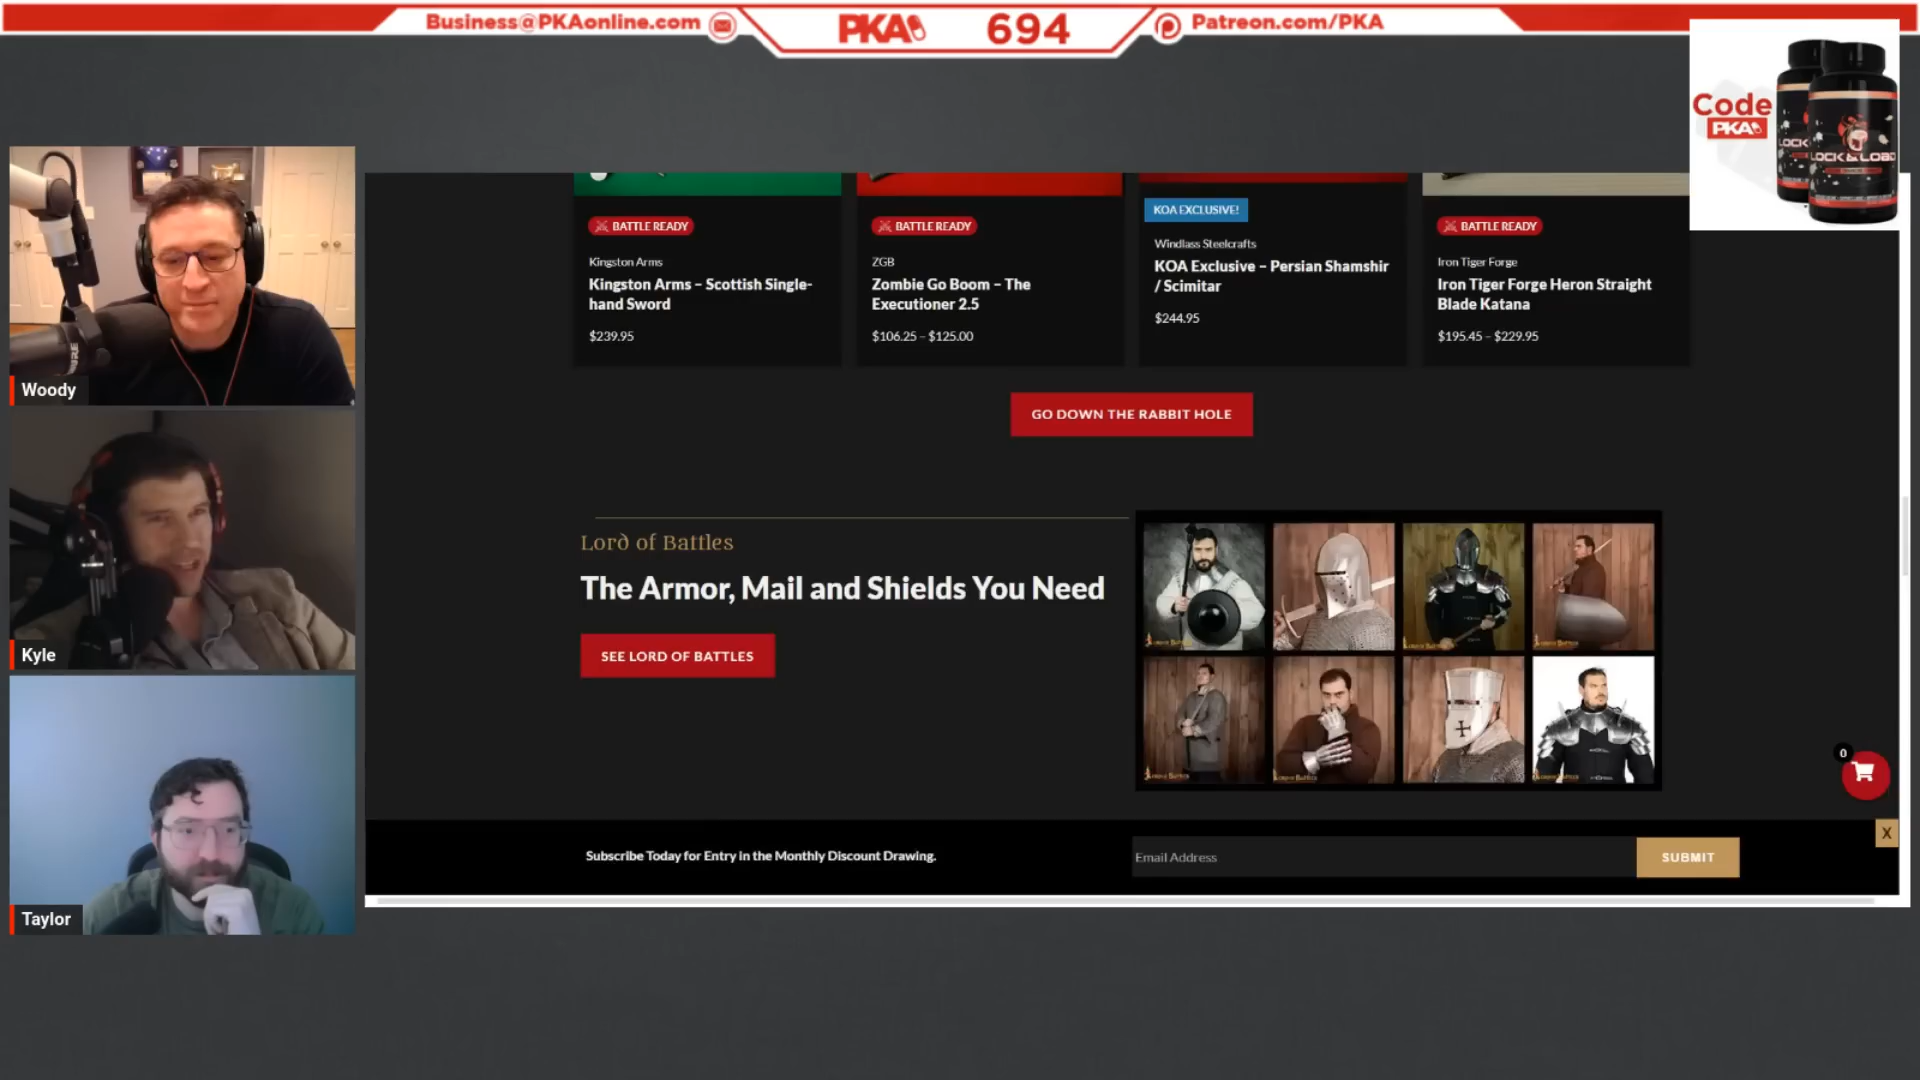 Business@PKAonline.com
PKA
694
Patreon.com/PKA
Code
PKA
LOCK & LOAD
Woody
Kyle
Taylor
BATTLE READY
Kingston Arms
Kingston Arms – Scottish Single-
hand Sword
$239.95
BATTLE READY
ZGB
Zombie Go Boom – The
Executioner 2.5
$106.25 – $125.00
KOA EXCLUSIVE!
Windlass Steelcrafts
KOA Exclusive – Persian Shamshir
/ Scimitar
$244.95
BATTLE READY
Iron Tiger Forge
Iron Tiger Forge Heron Straight
Blade Katana
$195.45 – $229.95
GO DOWN THE RABBIT HOLE
Lord of Battles
The Armor, Mail and Shields You Need
SEE LORD OF BATTLES
0
X
Subscribe Today for Entry in the Monthly Discount Drawing.
Email Address
SUBMIT